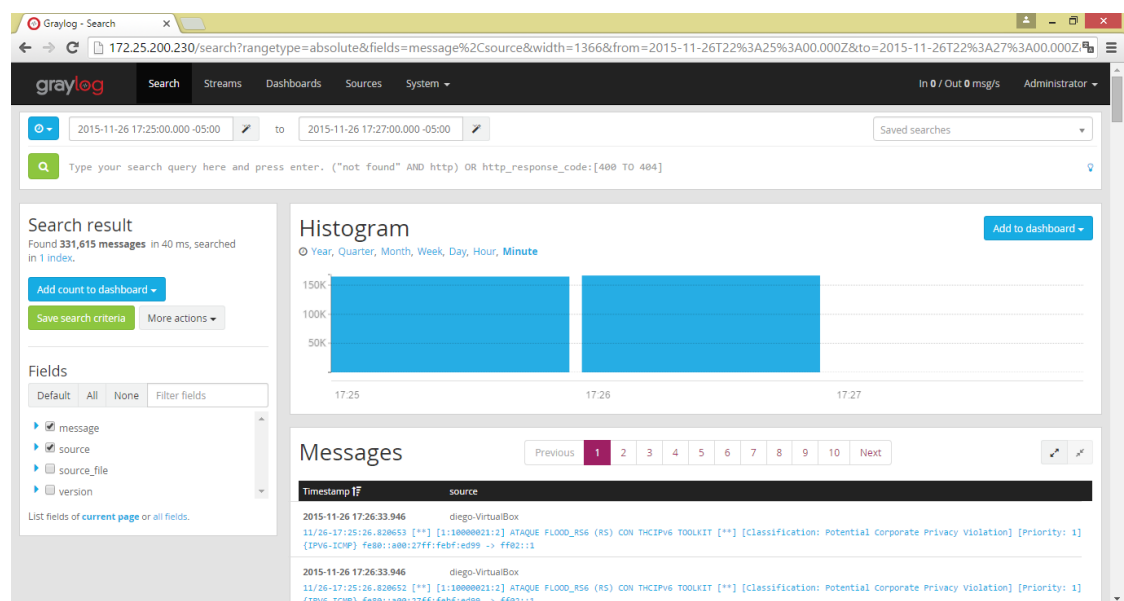 Graylog - Search
172.25.200.230/search?rangetype=absolute&fields=message%2Csource&width=1366&from=2015-11-26T22%3A25%3A00.000Z&to=2015-11-26T22%3A27%3A00.000Z
graylog Search Streams Dashboards Sources System In 0 / Out 0 msg/s Administrator
2015-11-26 17:25:00.000 -05:00 to 2015-11-26 17:27:00.000 -05:00 Saved searches
Type your search query here and press enter. ("not found" AND http) OR http_response_code:[400 TO 404]
Search result
Found 331,615 messages in 40 ms, searched
in 1 index.
Add count to dashboard
Save search criteria More actions
Fields
Default All None Filter fields
message
source
source_file
version
List fields of current page or all fields.
Histogram
Add to dashboard
Year, Quarter, Month, Week, Day, Hour, Minute
150K
100K
50K
17:25 17:26 17:27
Messages
Previous 1 2 3 4 5 6 7 8 9 10 Next
Timestamp source
2015-11-26 17:26:33.946 diego-VirtualBox
11/26-17:25:26.820653 [**] [1:10000021:2] ATAQUE FLOOD_RS6 (RS) CON THCIPv6 TOOLKIT [**] [Classification: Potential Corporate Privacy Violation] [Priority: 1]
{IPV6-ICMP} fe80::a00:27ff:febf:ed99 -> ff02::1
2015-11-26 17:26:33.946 diego-VirtualBox
11/26-17:25:26.820652 [**] [1:10000021:2] ATAQUE FLOOD_RS6 (RS) CON THCIPv6 TOOLKIT [**] [Classification: Potential Corporate Privacy Violation] [Priority: 1]
{IPV6-ICMP} fe80::a00:27ff:febf:ed99 -> ff02::1